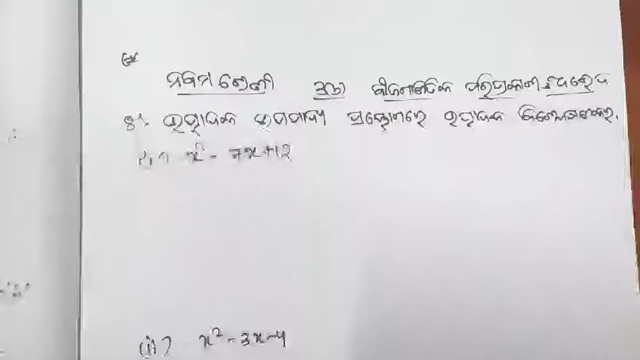 ନବମ ଶ୍ରେଣୀ 3(b) ବୀଜଗାଣିତିକ ପରିପ୍ରକାଶ ଓ ଅଭେଦ
8. ଉତ୍ପାଦକ ଉପପାଦ୍ୟ ପ୍ରୟୋଗରେ ଉତ୍ପାଦକ ବିଶ୍ଳେଷଣ କର.
(i) x² - 7x+12
(ii) x² - 3x-4